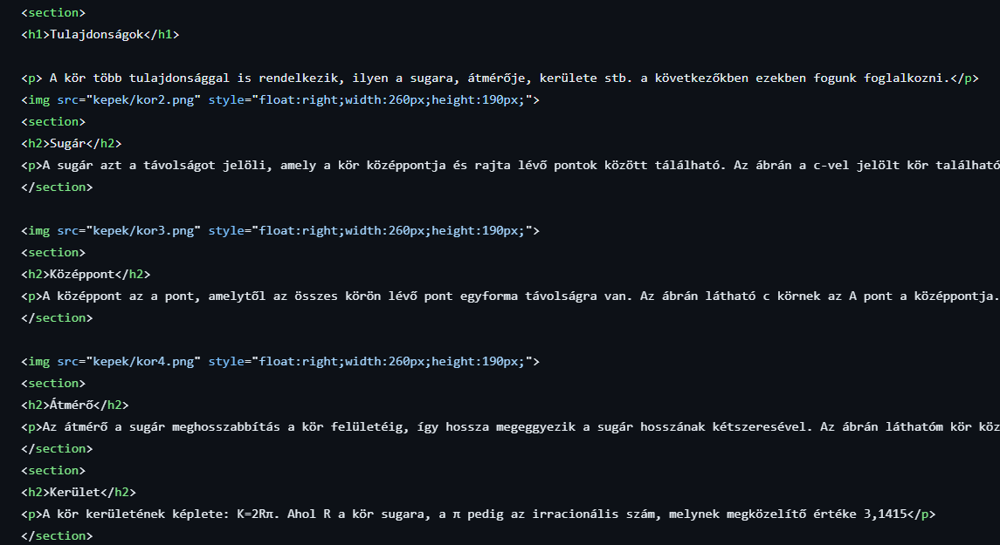 <section>
<h1>Tulajdonságok</h1>
<p> A kör több tulajdonsággal is rendelkezik, ilyen a sugara, átmérője, kerülete stb. a következőkben ezekben fogunk foglalkozni.</p>
<img src="kepek/kor2.png" style="float:right;width:260px;height:190px;">
<section>
<h2>Sugár</h2>
<p>A sugár azt a távolságot jelöli, amely a kör középpontja és rajta lévő pontok között tálálható. Az ábrán a c-vel jelölt kör található
</section>
<img src="kepek/kor3.png" style="float:right;width:260px;height:190px;">
<section>
<h2>Középpont</h2>
<p>A középpont az a pont, amelytől az összes körön lévő pont egyforma távolságra van. Az ábrán látható c körnek az A pont a középpontja.
</section>
<img src="kepek/kor4.png" style="float:right;width:260px;height:190px;">
<section>
<h2>Átmérő</h2>
<p>Az átmérő a sugár meghosszabbítás a kör felületéig, így hossza megeggyezik a sugár hosszának kétszeresével. Az ábrán láthatóm kör köz
</section>
<section>
<h2>Kerület</h2>
<p>A kör kerületének képlete: K=2Rπ. Ahol R a kör sugara, a π pedig az irracionális szám, melynek megközelítő értéke 3,1415</p>
</section>